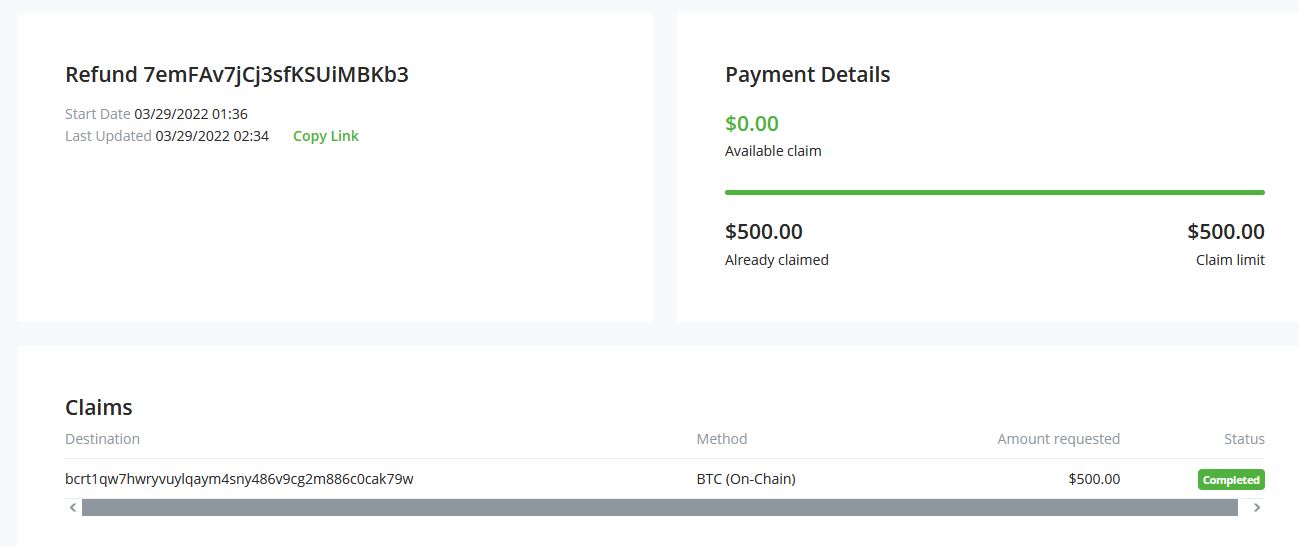 Refund 7emFAv7jCj3sfKSUiMBKb3
Start Date 03/29/2022 01:36
Last Updated 03/29/2022 02:34 Copy Link
Payment Details
$0.00
Available claim
$500.00 $500.00
Already claimed Claim limit
Claims
Destination Method Amount requested Status
bcrt1qw7hwryvuylqaym4sny486v9cg2m886c0cak79w BTC (On-Chain) $500.00 Completed